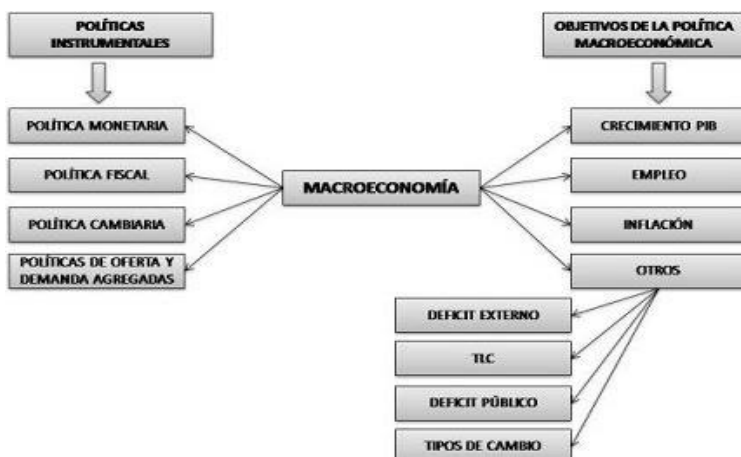 POLÍTICAS
INSTRUMENTALES
OBJETIVOS DE LA POLÍTICA
MACROECONÓMICA
POLÍTICA MONETARIA
POLÍTICA FISCAL
POLÍTICA CAMBIARIA
POLÍTICAS DE OFERTA Y
DEMANDA AGREGADAS
MACROECONOMÍA
CRECIMIENTO PIB
EMPLEO
INFLACIÓN
OTROS
DEFICIT EXTERNO
TLC
DEFICIT PÚBLICO
TIPOS DE CAMBIO